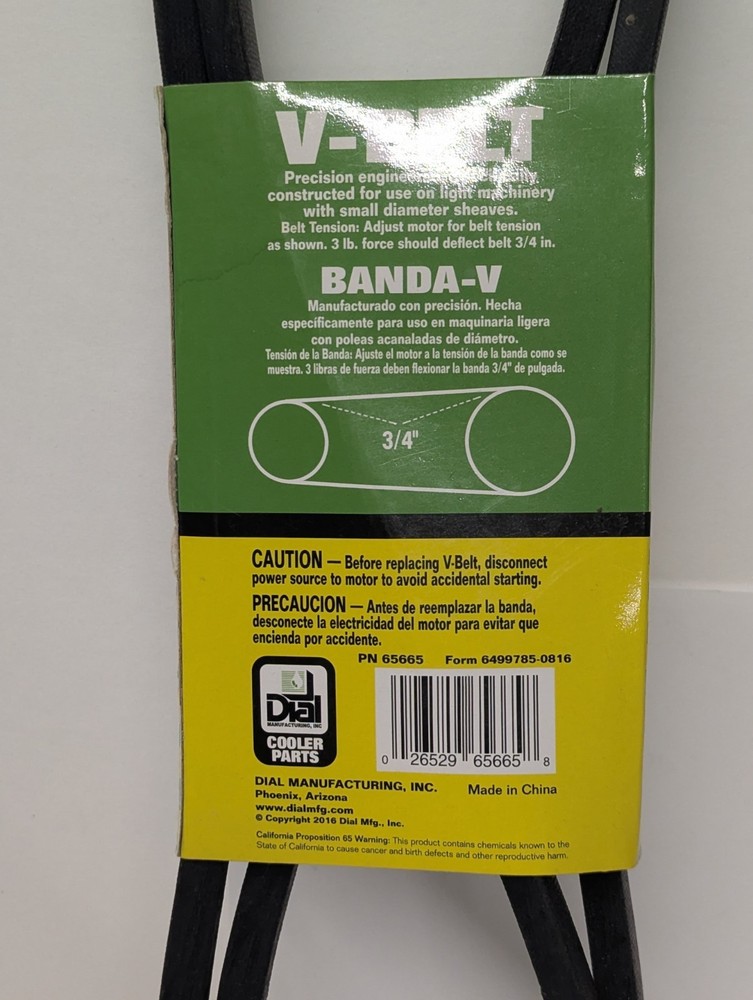 V-BELT
Precision engineered
constructed for use on light machinery
with small diameter sheaves.
Belt Tension: Adjust motor for belt tension
as shown. 3 lb. force should deflect belt 3/4 in.
BANDA-V
Manufacturado con precisión. Hecha
específicamente para uso en maquinaria ligera
con poleas acanaladas de diámetro.
Tensión de la Banda: Ajuste el motor a la tensión de la banda como se
muestra. 3 libras de fuerza deben flexionar la banda 3/4" de pulgada.
3/4"
CAUTION — Before replacing V-Belt, disconnect
power source to motor to avoid accidental starting.
PRECAUCION — Antes de reemplazar la banda,
desconecte la electricidad del motor para evitar que
encienda por accidente.
PN 65665 Form 6499785-0816
Dial
MANUFACTURING, INC
COOLER
PARTS
0 26529 65665 8
DIAL MANUFACTURING, INC.
Phoenix, Arizona
www.dialmfg.com
© Copyright 2016 Dial Mfg., Inc.
Made in China
California Proposition 65 Warning: This product contains chemicals known to the
State of California to cause cancer and birth defects and other reproductive harm.